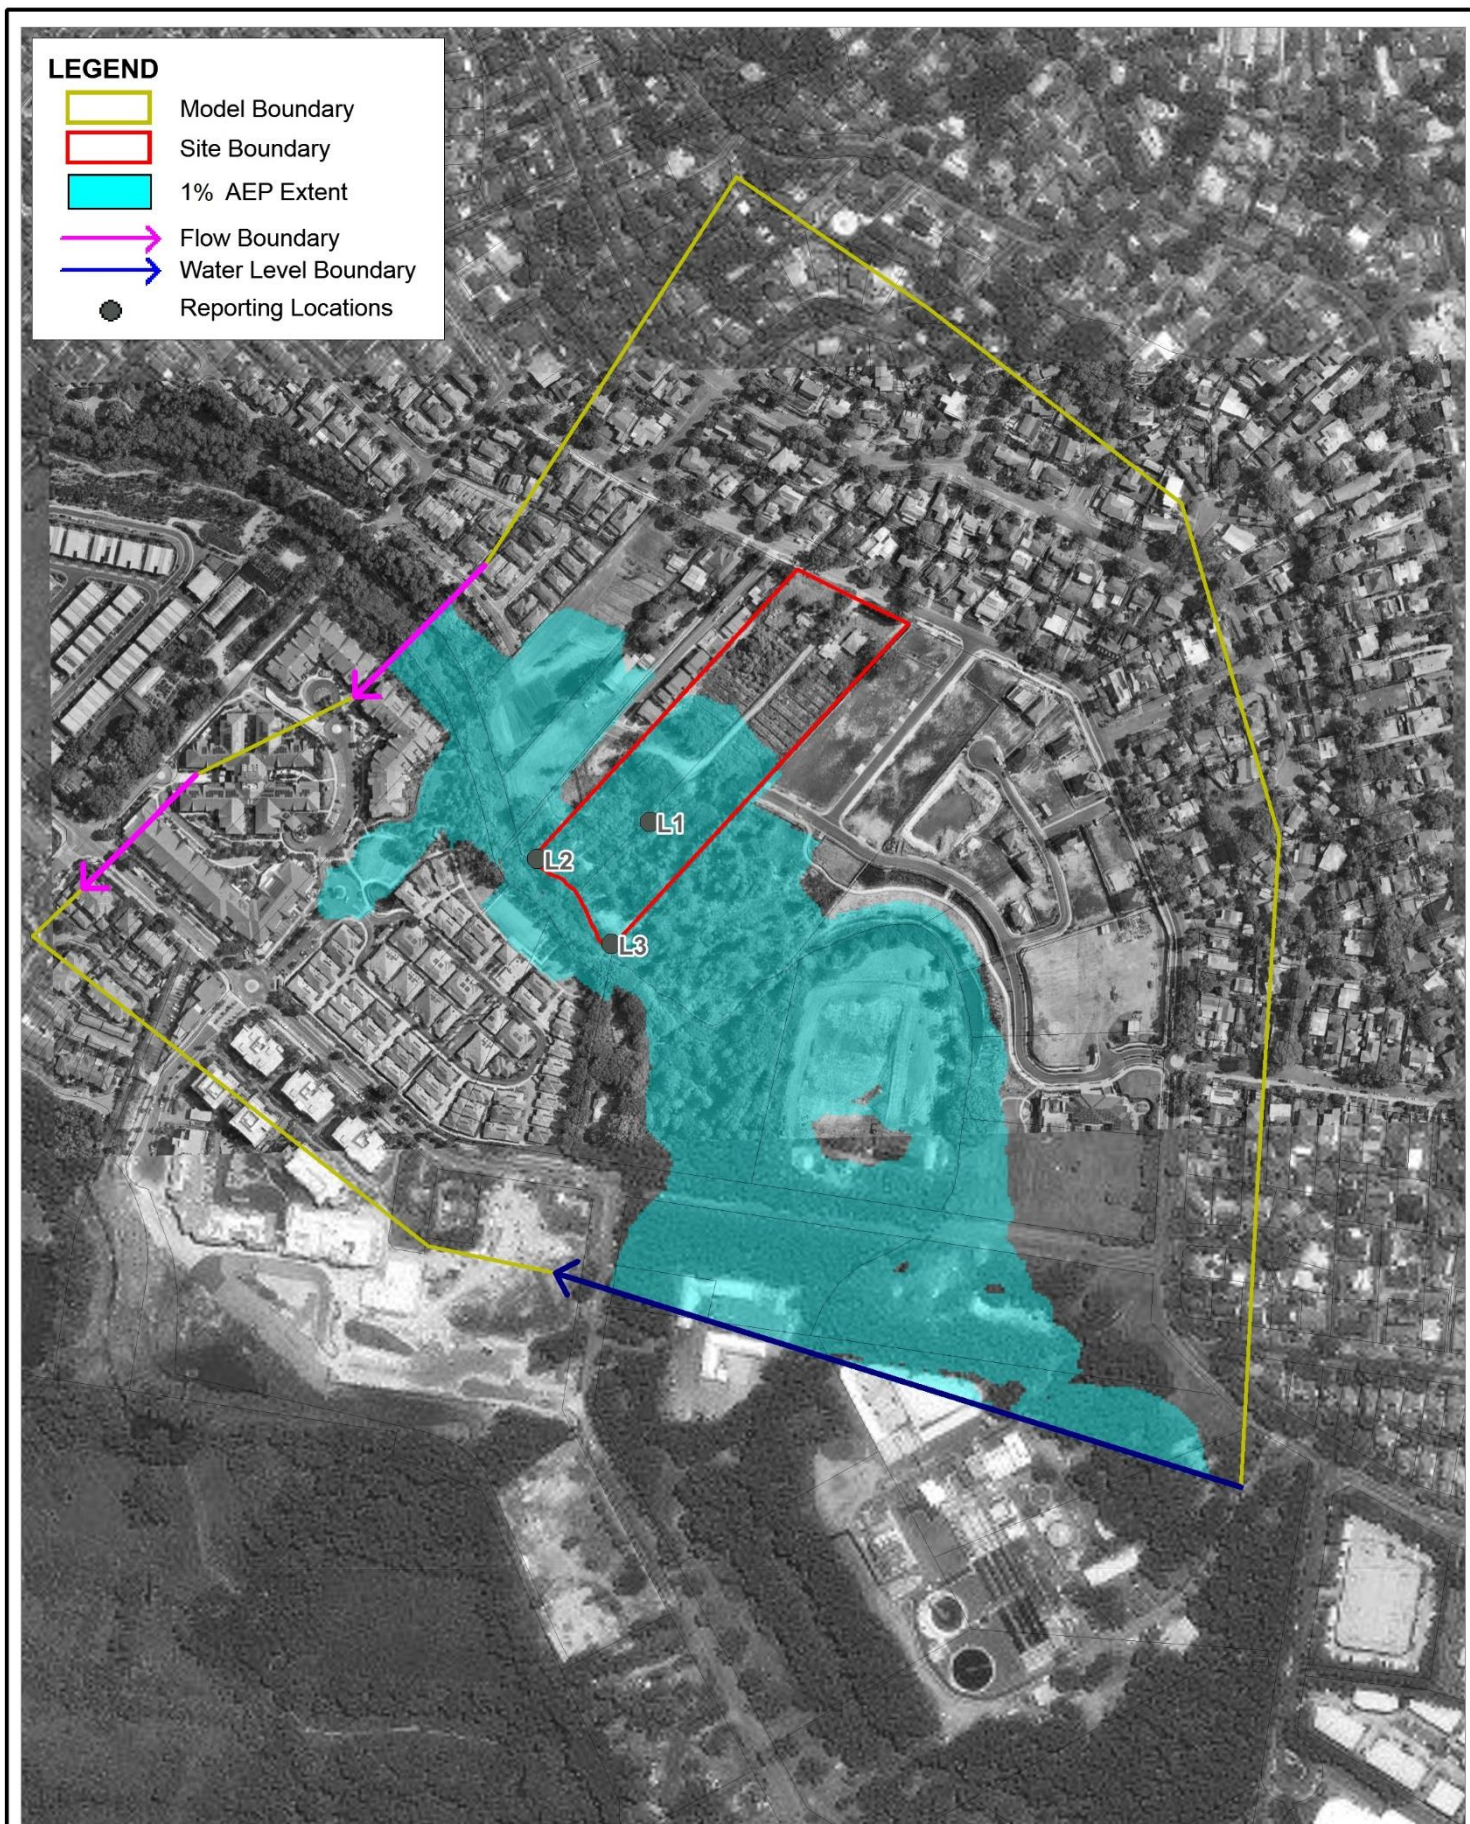 LEGEND
Model Boundary
Site Boundary
1% AEP Extent
Flow Boundary
Water Level Boundary
Reporting Locations
L1
L2
L3